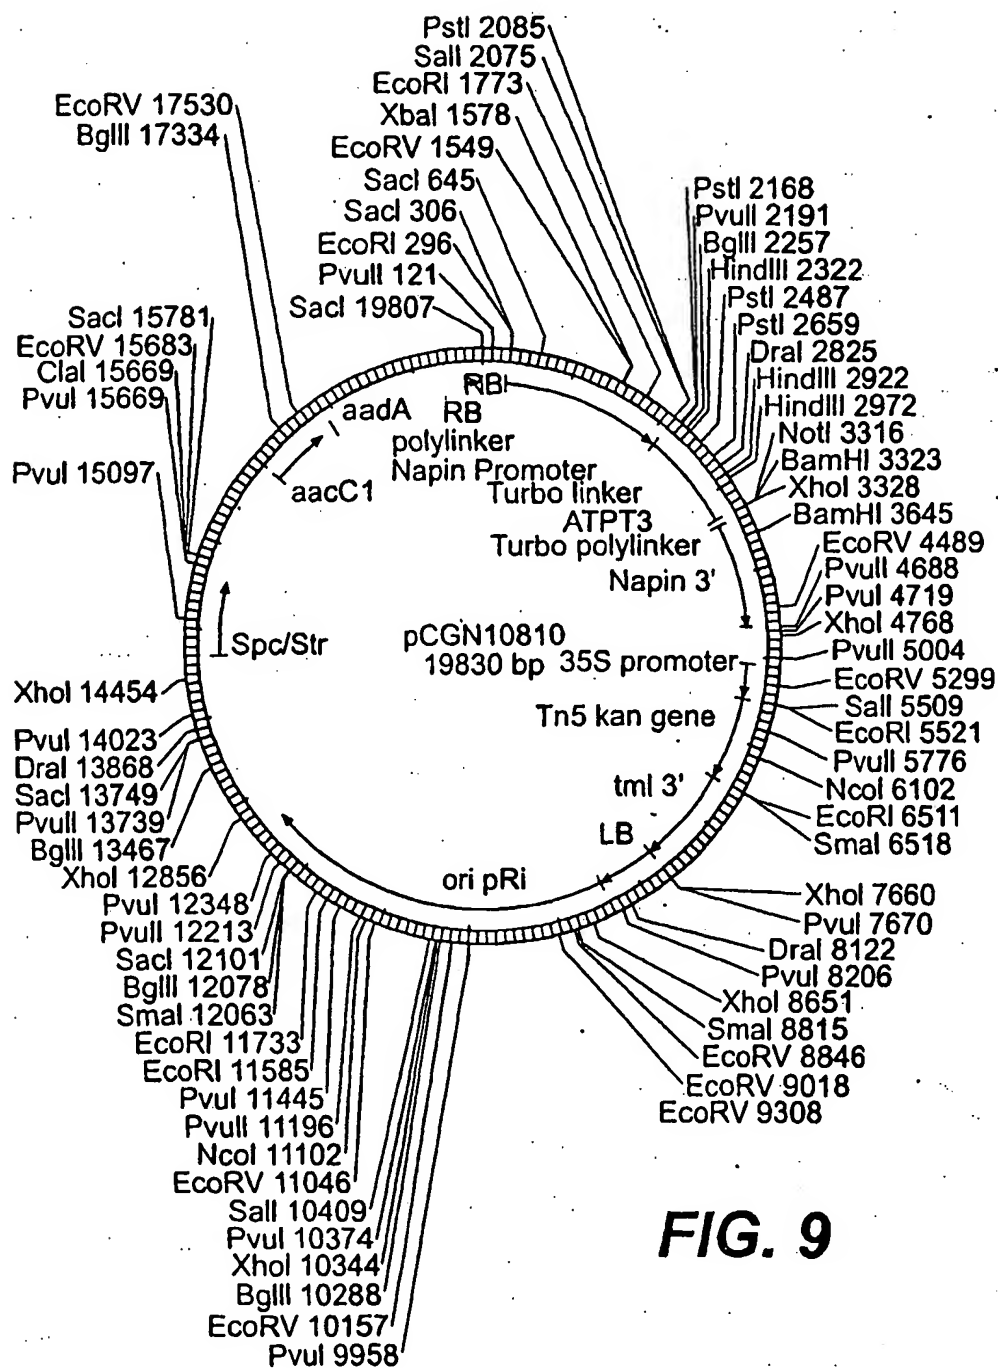 PstI 2085
SalI 2075
EcoRI 1773
XbaI 1578
EcoRV 1549
SacI 645
SacI 306
EcoRI 296
PvuII 121
SacI 19807
EcoRV 17530
BglII 17334
SacI 15781
EcoRV 15683
ClaI 15669
PvuI 15669
PvuI 15097
XhoI 14454
PvuI 14023
DraI 13868
SacI 13749
PvuII 13739
BglII 13467
XhoI 12856
PvuI 12348
PvuII 12213
SacI 12101
BglII 12078
SmaI 12063
EcoRI 11733
EcoRI 11585
PvuI 11445
PvuII 11196
NcoI 11102
EcoRV 11046
SalI 10409
PvuI 10374
XhoI 10344
BglII 10288
EcoRV 10157
PvuI 9958
PstI 2168
PvuII 2191
BglII 2257
HindIII 2322
PstI 2487
PstI 2659
DraI 2825
HindIII 2922
HindIII 2972
NotI 3316
BamHI 3323
XhoI 3328
BamHI 3645
EcoRV 4489
PvuII 4688
PvuI 4719
XhoI 4768
PvuII 5004
EcoRV 5299
SalI 5509
EcoRI 5521
PvuII 5776
NcoI 6102
EcoRI 6511
SmaI 6518
XhoI 7660
PvuI 7670
DraI 8122
PvuI 8206
XhoI 8651
SmaI 8815
EcoRV 8846
EcoRV 9018
EcoRV 9308
RB
aadA
RB
polylinker
Napin Promoter
aacC1
Turbo linker
ATPT3
Turbo polylinker
Napin 3'
Spc/Str
pCGN10810
19830 bp
35S promoter
Tn5 kan gene
tml 3'
LB
ori pRi
FIG. 9